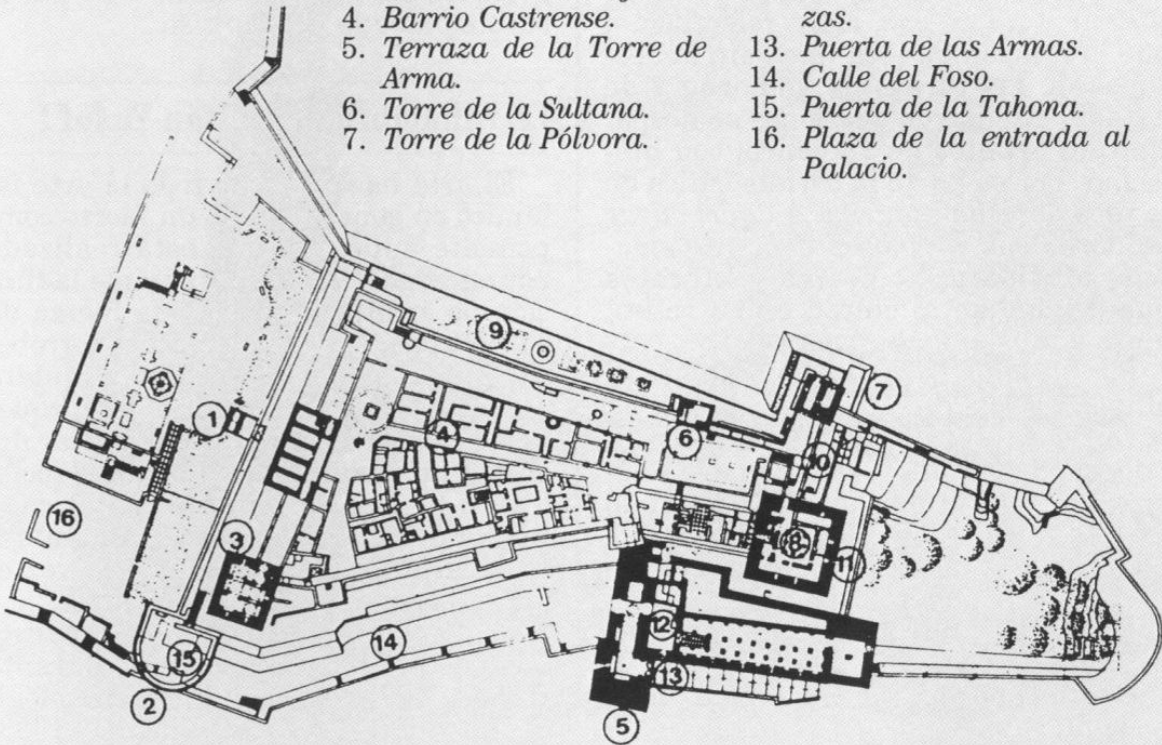 4. Barrio Castrense.
5. Terraza de la Torre de
Arma.
6. Torre de la Sultana.
7. Torre de la Pólvora.
zas.
13. Puerta de las Armas.
14. Calle del Foso.
15. Puerta de la Tahona.
16. Plaza de la entrada al
Palacio.
9
7
1
4
6
10
16
3
8
11
12
14
15
13
2
5